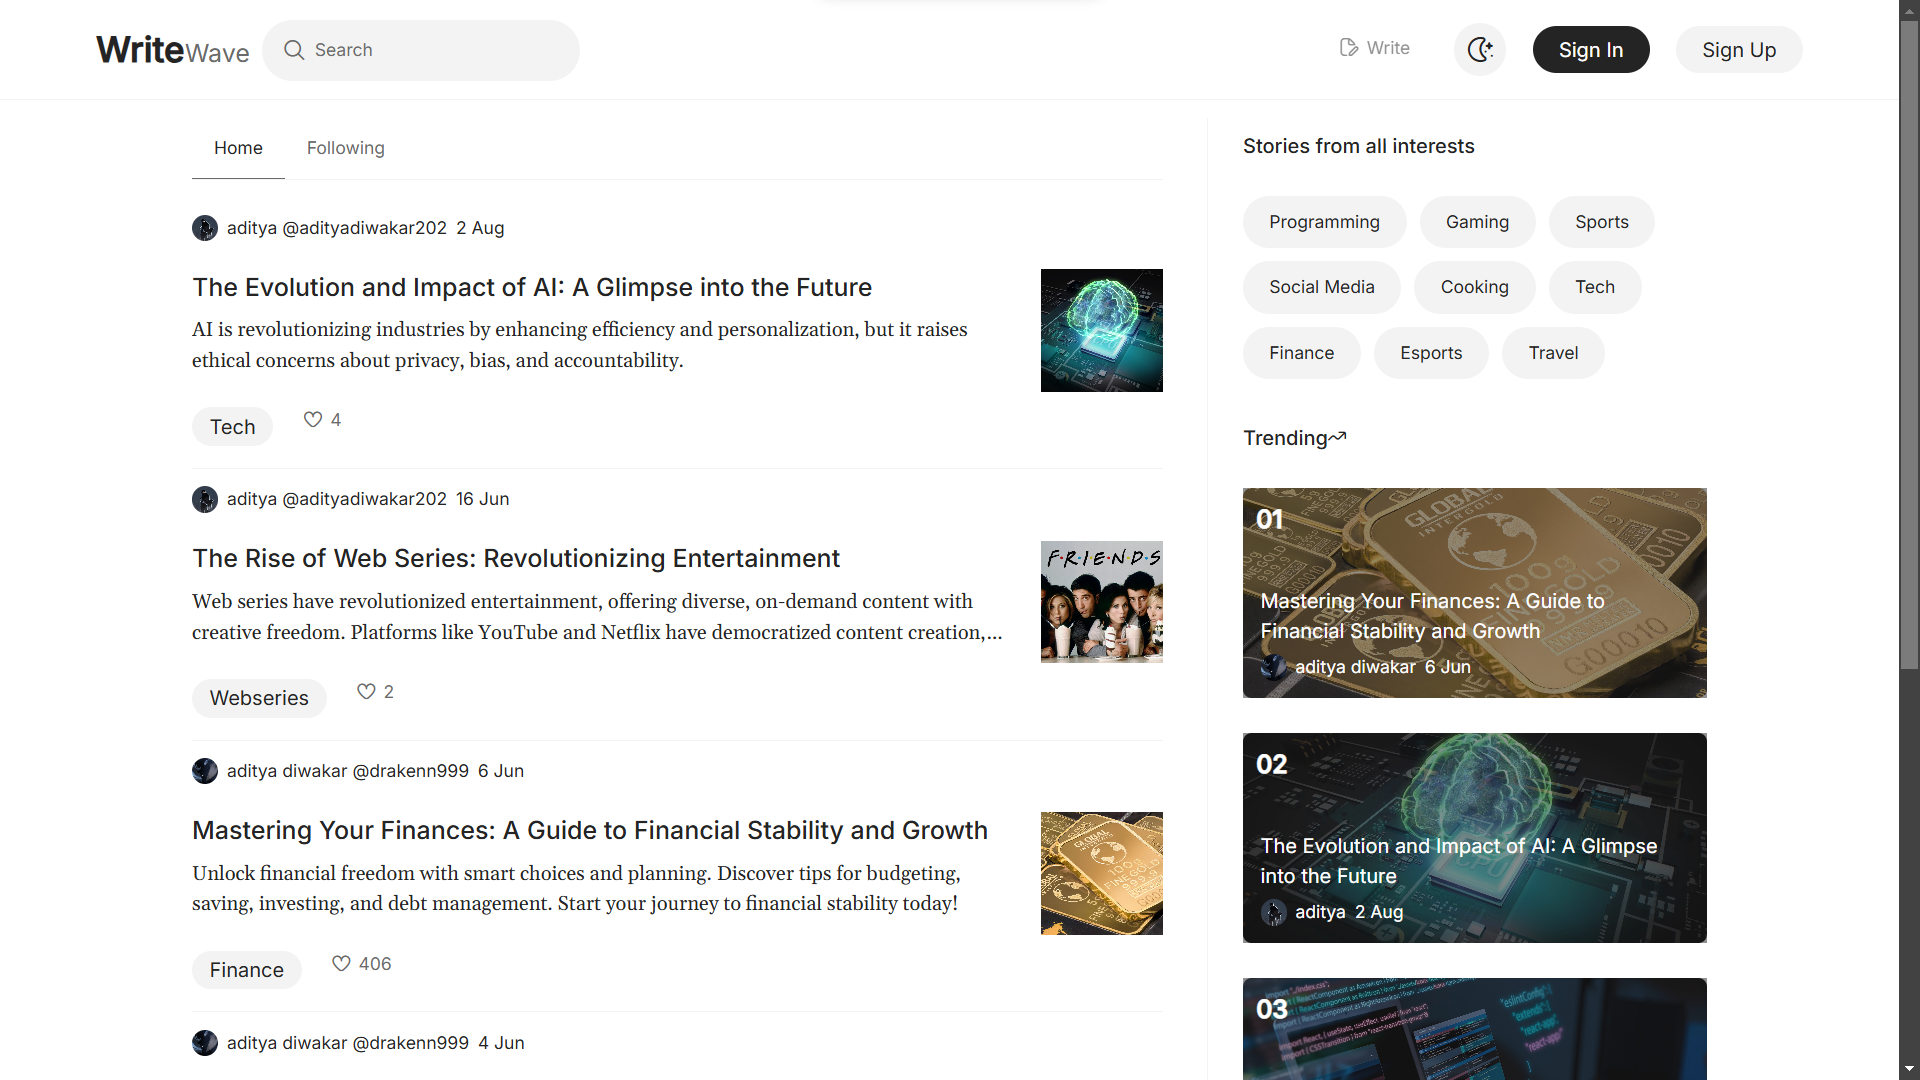 WriteWave
Search
Write
Sign In
Sign Up
Home
Following
aditya @adityadiwakar202 2 Aug
The Evolution and Impact of AI: A Glimpse into the Future
AI is revolutionizing industries by enhancing efficiency and personalization, but it raises
ethical concerns about privacy, bias, and accountability.
Tech
4
aditya @adityadiwakar202 16 Jun
The Rise of Web Series: Revolutionizing Entertainment
Web series have revolutionized entertainment, offering diverse, on-demand content with
creative freedom. Platforms like YouTube and Netflix have democratized content creation,...
F·R·I·E·N·D·S
Webseries
2
aditya diwakar @drakenn999 6 Jun
Mastering Your Finances: A Guide to Financial Stability and Growth
Unlock financial freedom with smart choices and planning. Discover tips for budgeting,
saving, investing, and debt management. Start your journey to financial stability today!
Finance
406
aditya diwakar @drakenn999 4 Jun
Stories from all interests
Programming
Gaming
Sports
Social Media
Cooking
Tech
Finance
Esports
Travel
Trending
01
GLOBAL
INTERGOLD
100g
Mastering Your Finances: A Guide to
Financial Stability and Growth
G00010
aditya diwakar 6 Jun
02
The Evolution and Impact of AI: A Glimpse
into the Future
aditya 2 Aug
03